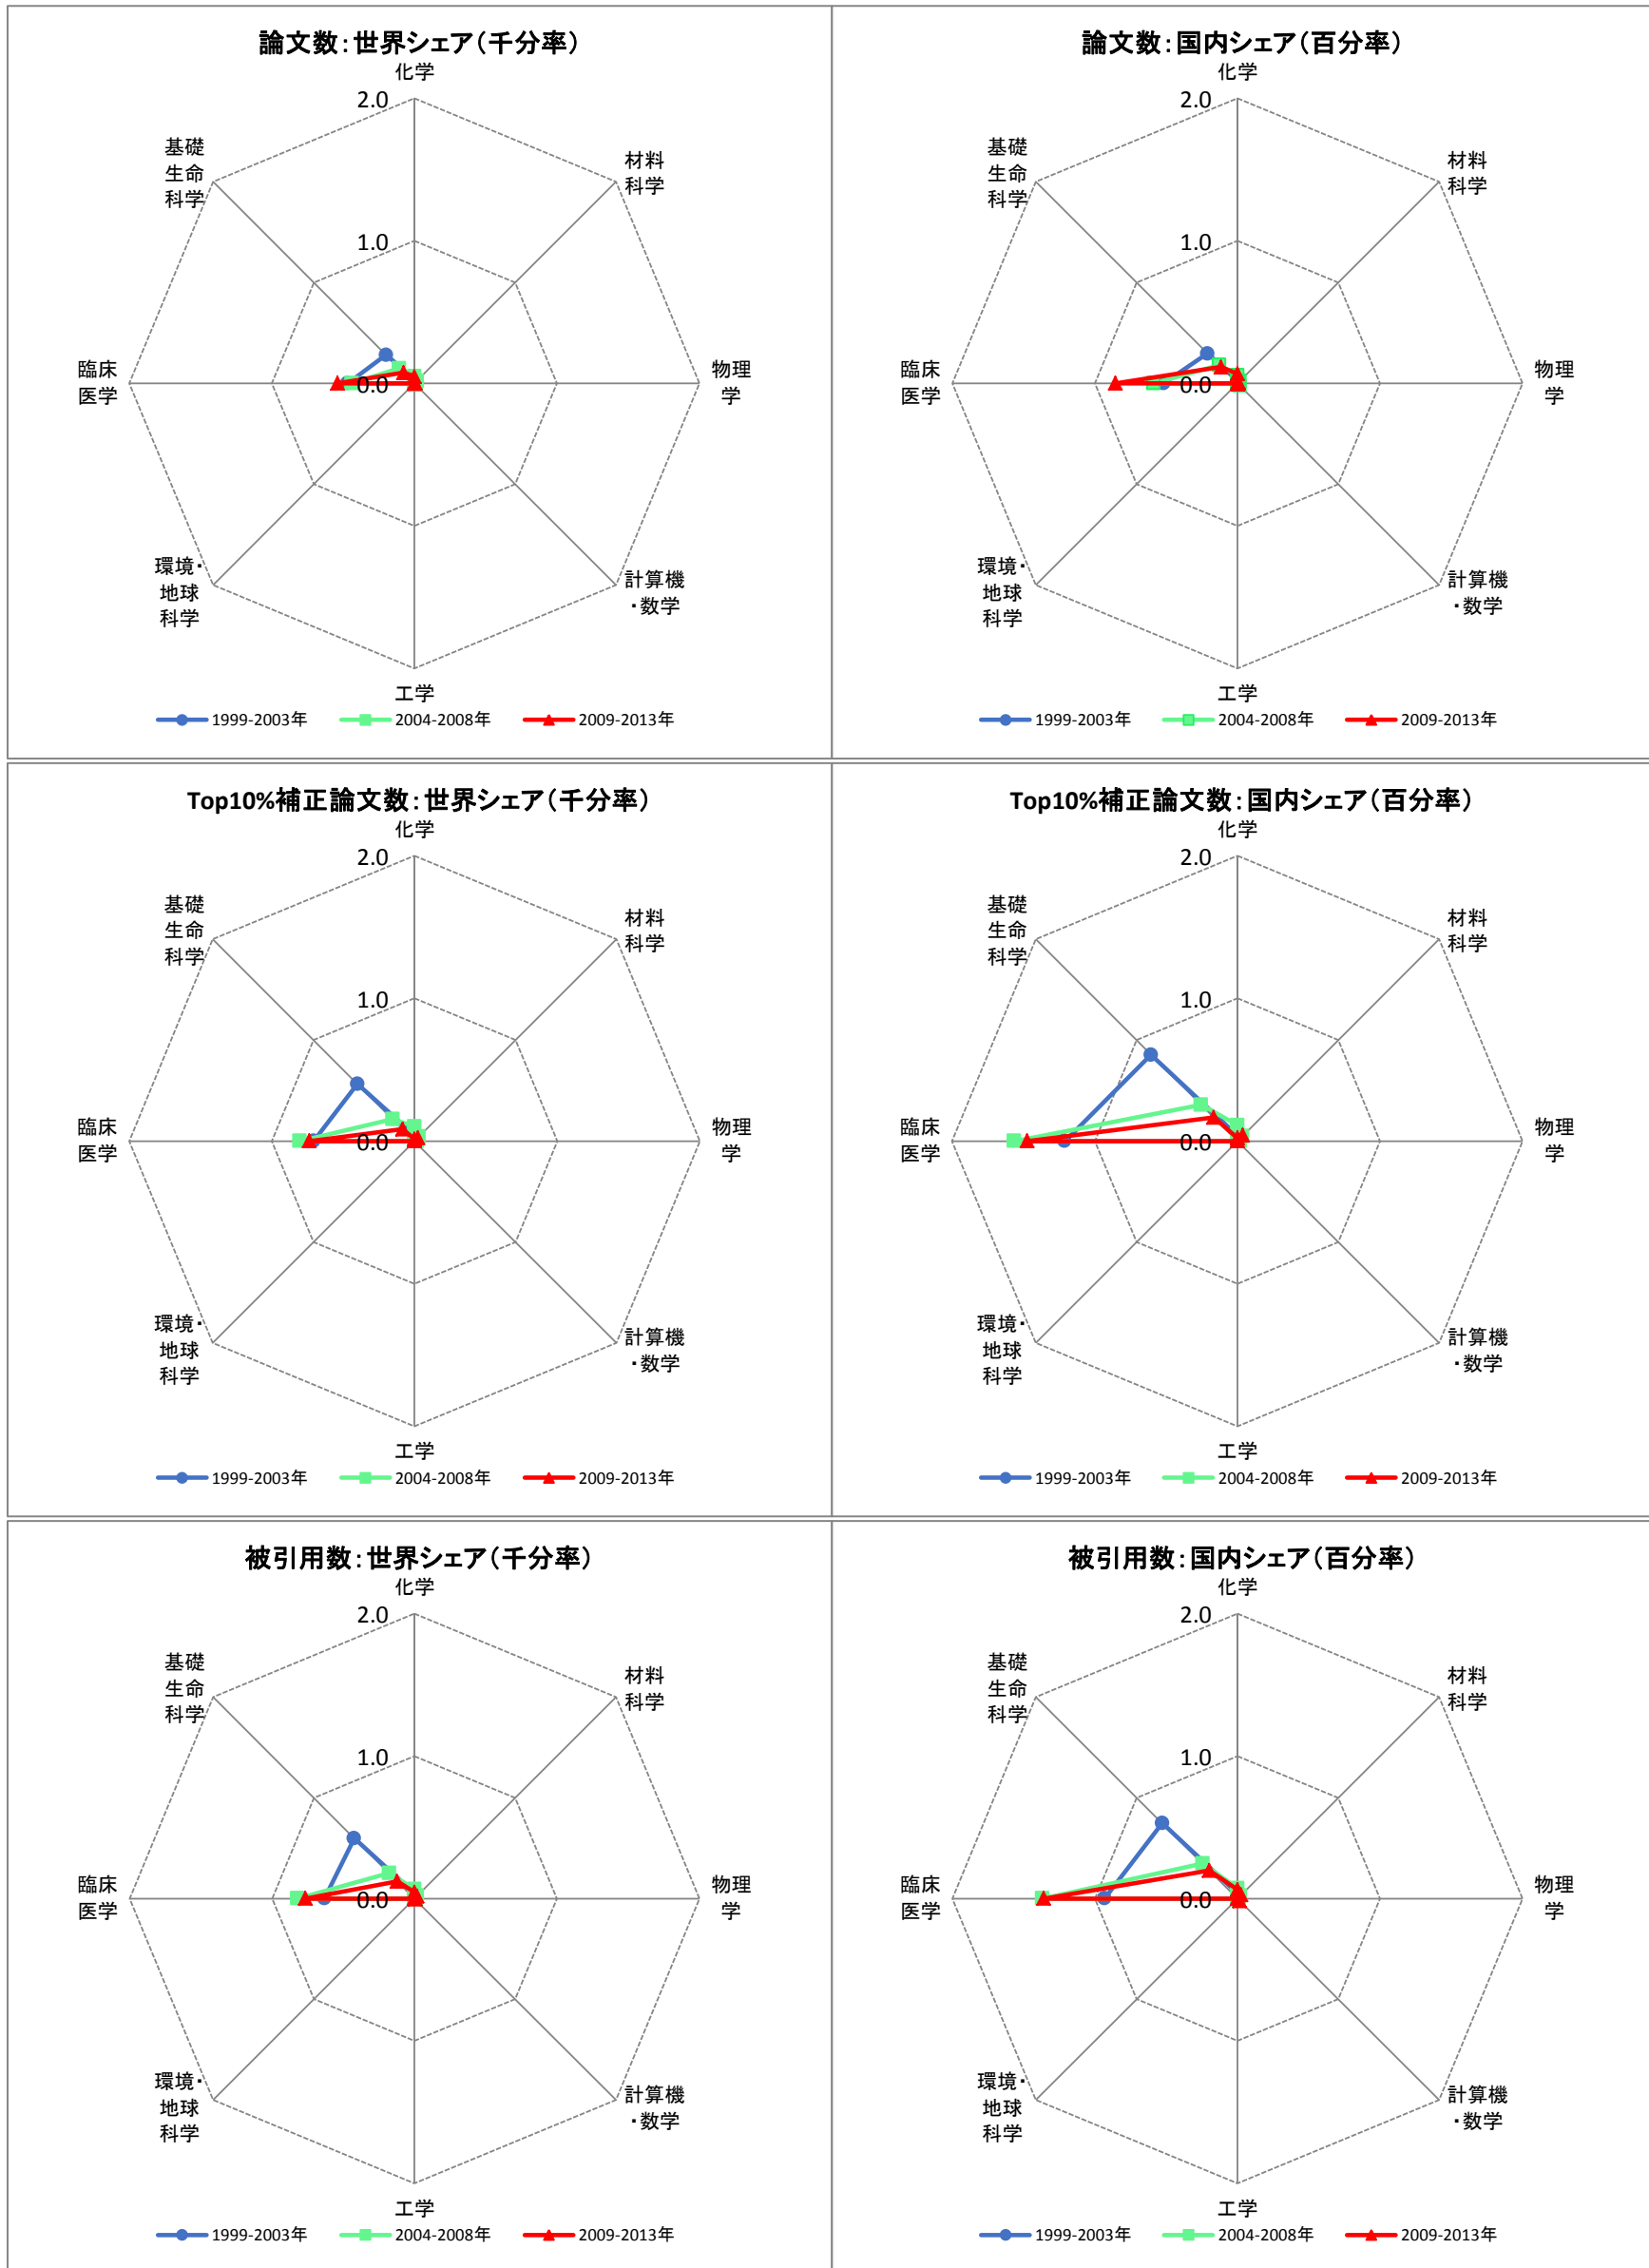 論文数：世界シェア（千分率）
化学
2.0
1.0
0.0
材料
科学
物理
学
計算機
・数学
工学
環境・
地球
科学
臨床
医学
基礎
生命
科学
1999-2003年 2004-2008年 2009-2013年
論文数：国内シェア（百分率）
化学
2.0
1.0
0.0
材料
科学
物理
学
計算機
・数学
工学
環境・
地球
科学
臨床
医学
基礎
生命
科学
1999-2003年 2004-2008年 2009-2013年
Top10%補正論文数：世界シェア（千分率）
化学
2.0
1.0
0.0
材料
科学
物理
学
計算機
・数学
工学
環境・
地球
科学
臨床
医学
基礎
生命
科学
1999-2003年 2004-2008年 2009-2013年
Top10%補正論文数：国内シェア（百分率）
化学
2.0
1.0
0.0
材料
科学
物理
学
計算機
・数学
工学
環境・
地球
科学
臨床
医学
基礎
生命
科学
1999-2003年 2004-2008年 2009-2013年
被引用数：世界シェア（千分率）
化学
2.0
1.0
0.0
材料
科学
物理
学
計算機
・数学
工学
環境・
地球
科学
臨床
医学
基礎
生命
科学
1999-2003年 2004-2008年 2009-2013年
被引用数：国内シェア（百分率）
化学
2.0
1.0
0.0
材料
科学
物理
学
計算機
・数学
工学
環境・
地球
科学
臨床
医学
基礎
生命
科学
1999-2003年 2004-2008年 2009-2013年